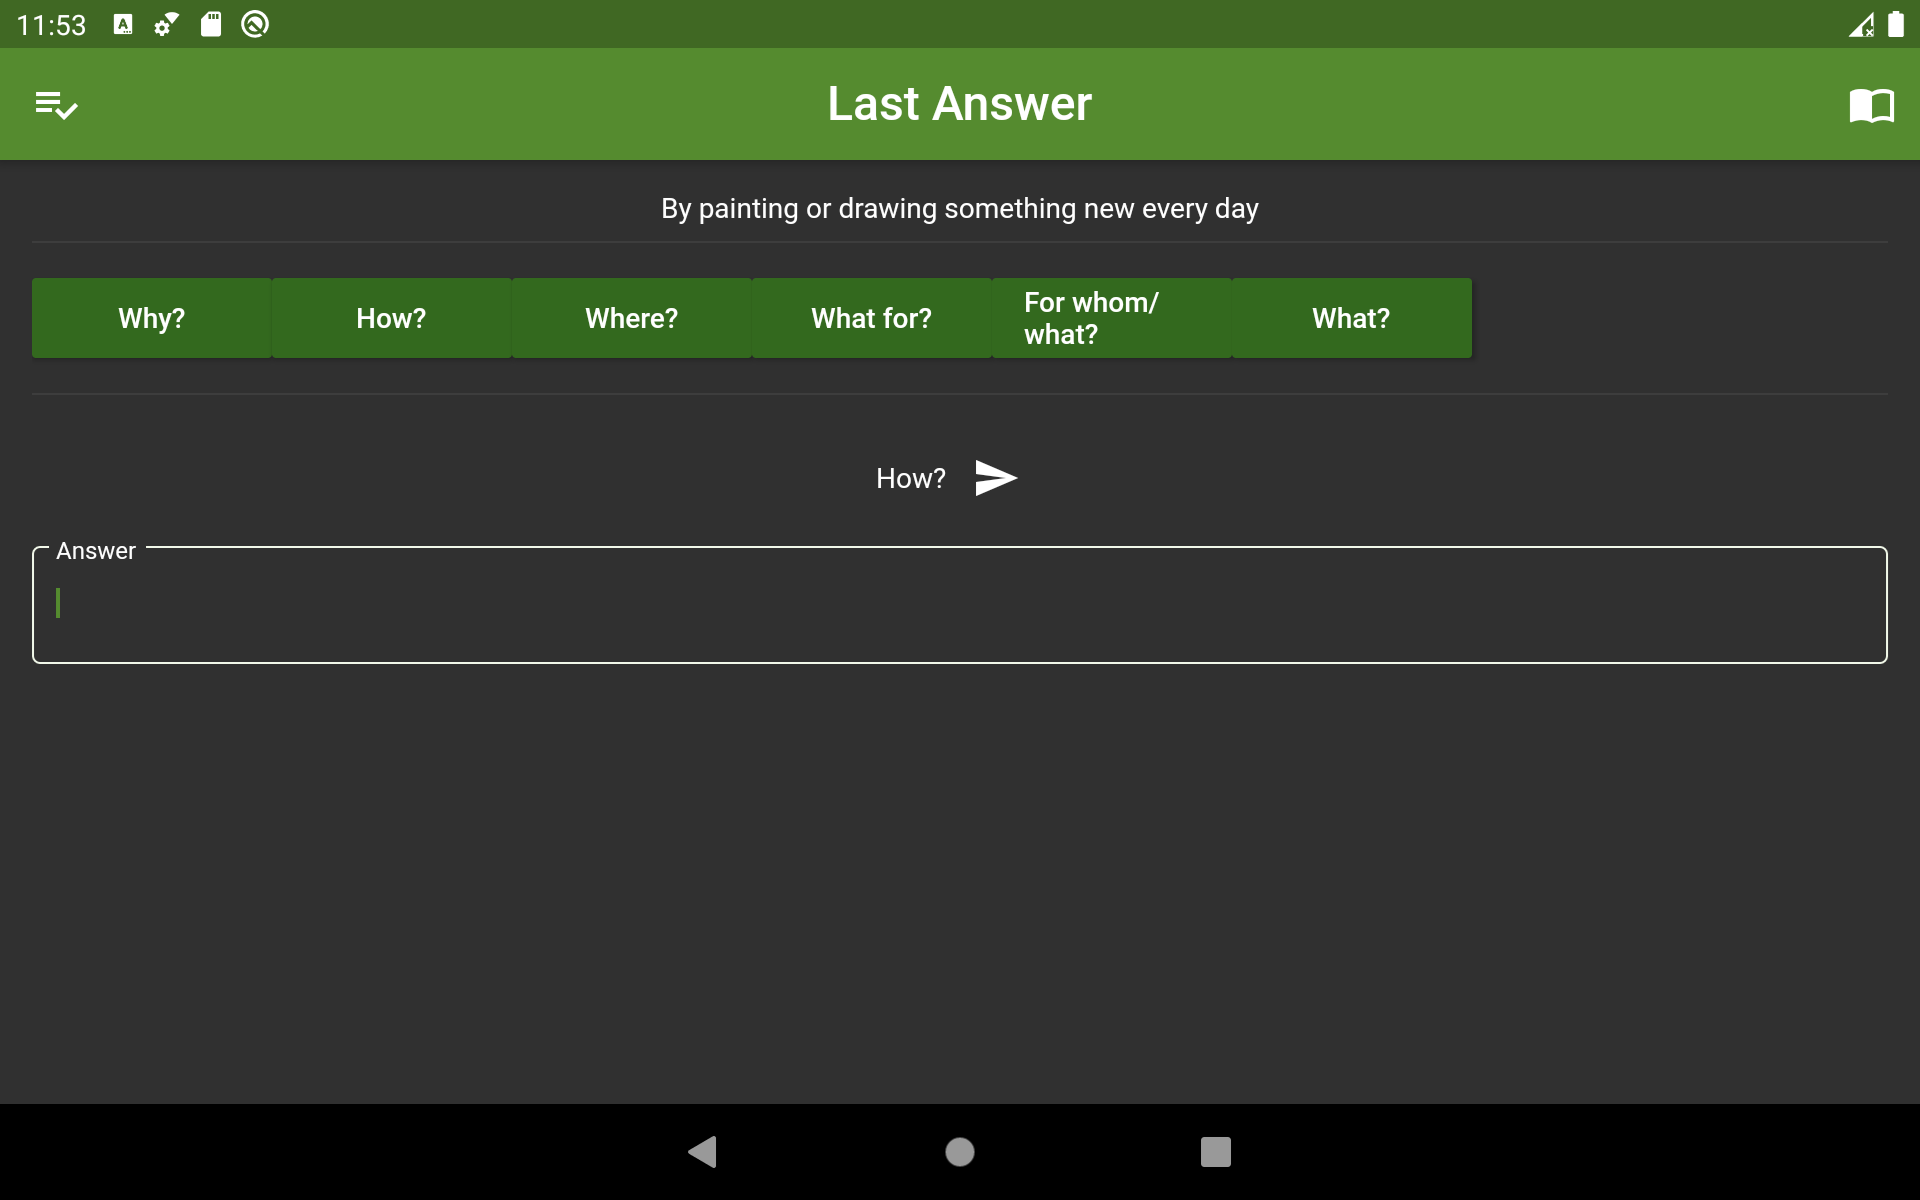 11:53
Last Answer
By painting or drawing something new every day
Why?
How?
Where?
What for?
For whom/
what?
What?
How?
Answer